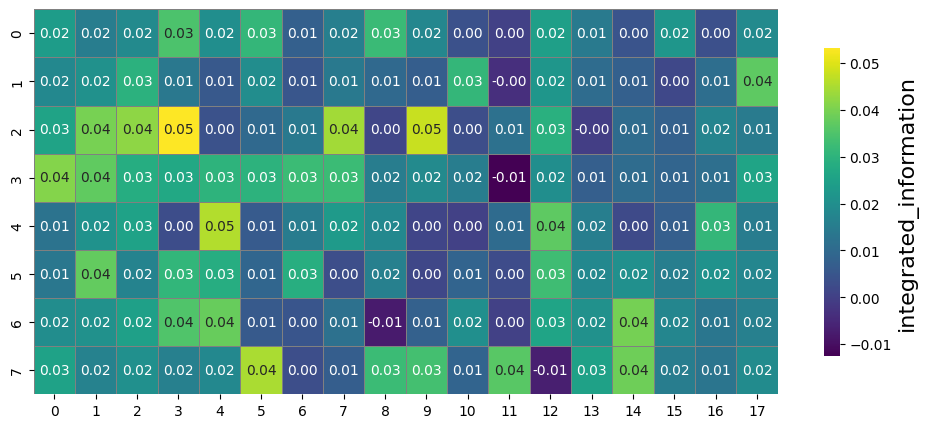 0 0.02 0.02 0.02 0.03 0.02 0.03 0.01 0.02 0.03 0.02 0.00 0.00 0.02 0.01 0.00 0.02 0.00 0.02
1 0.02 0.02 0.03 0.01 0.01 0.02 0.01 0.01 0.01 0.01 0.03 -0.00 0.02 0.01 0.01 0.00 0.01 0.04
2 0.03 0.04 0.04 0.05 0.00 0.01 0.01 0.04 0.00 0.05 0.00 0.01 0.03 -0.00 0.01 0.01 0.02 0.01
3 0.04 0.04 0.03 0.03 0.03 0.03 0.03 0.03 0.02 0.02 0.02 -0.01 0.02 0.01 0.01 0.01 0.01 0.03
4 0.01 0.02 0.03 0.00 0.05 0.01 0.01 0.02 0.02 0.00 0.00 0.01 0.04 0.02 0.00 0.01 0.03 0.01
5 0.01 0.04 0.02 0.03 0.03 0.01 0.03 0.00 0.02 0.00 0.01 0.00 0.03 0.02 0.02 0.02 0.02 0.02
6 0.02 0.02 0.02 0.04 0.04 0.01 0.00 0.01 -0.01 0.01 0.02 0.00 0.03 0.02 0.04 0.02 0.01 0.02
7 0.03 0.02 0.02 0.02 0.02 0.04 0.00 0.01 0.03 0.03 0.01 0.04 -0.01 0.03 0.04 0.02 0.01 0.02
0 1 2 3 4 5 6 7 8 9 10 11 12 13 14 15 16 17
0.05
0.04
0.03
0.02
0.01
0.00
−0.01
integrated_information